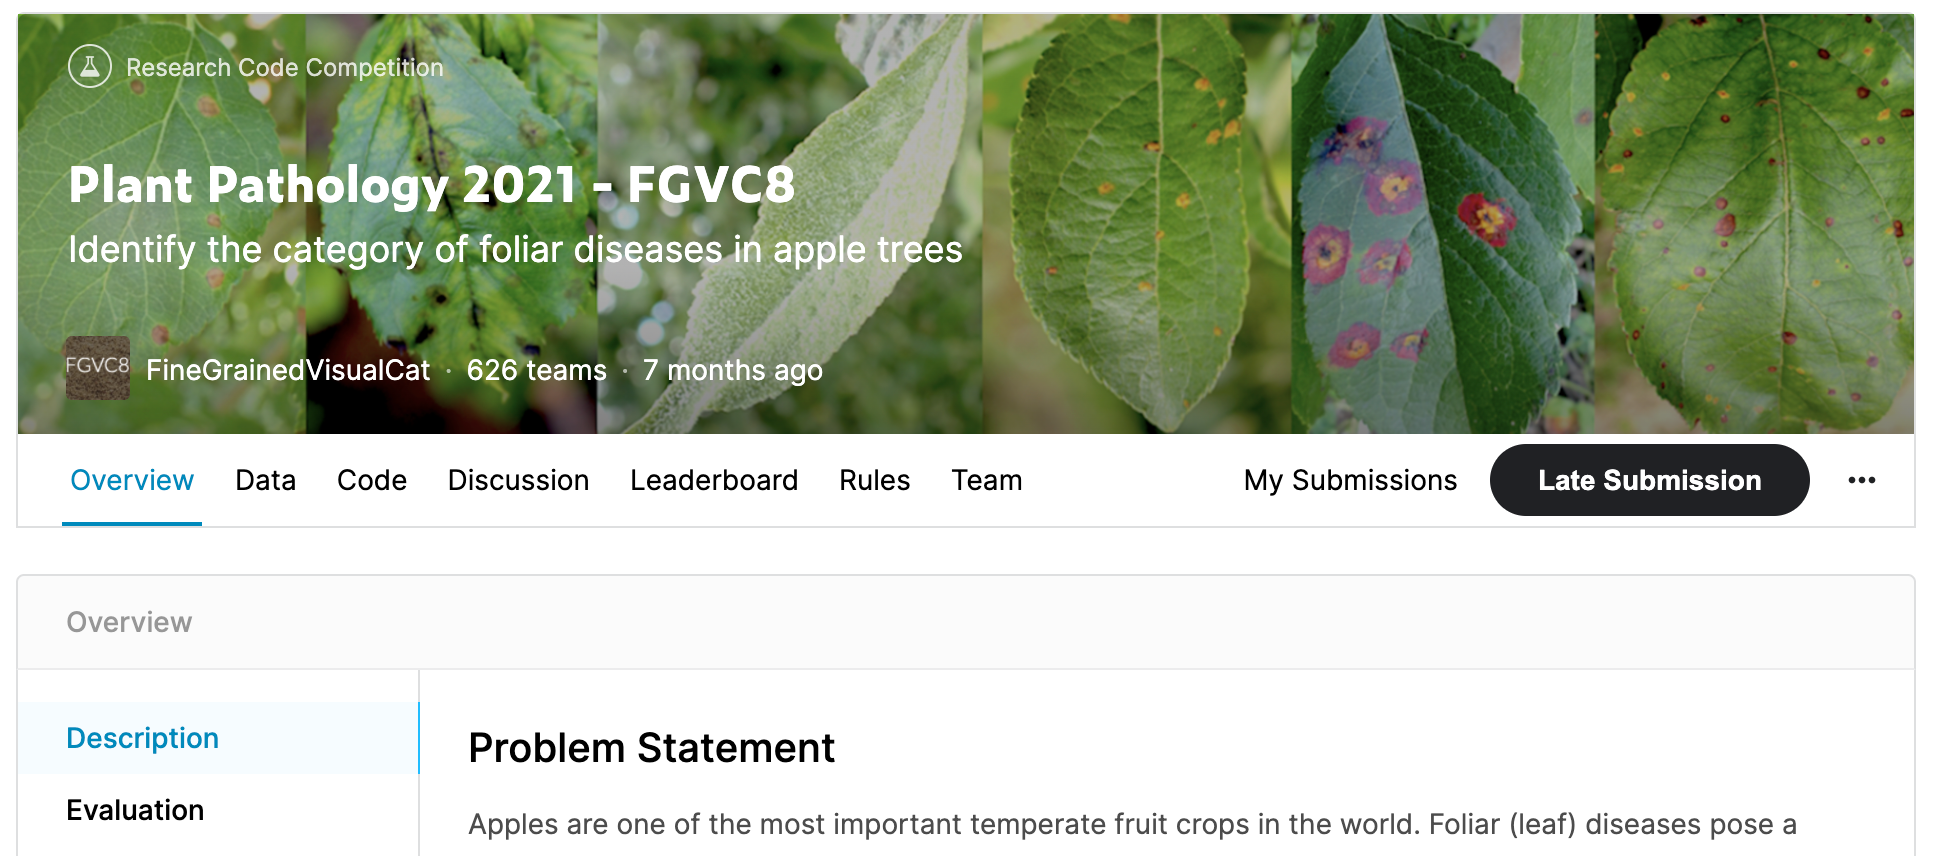 Research Code Competition
Plant Pathology 2021 - FGVC8
Identify the category of foliar diseases in apple trees
FGVC8
FineGrainedVisualCat · 626 teams · 7 months ago
Overview Data Code Discussion Leaderboard Rules Team My Submissions Late Submission
Overview
Description
Evaluation
Problem Statement
Apples are one of the most important temperate fruit crops in the world. Foliar (leaf) diseases pose a